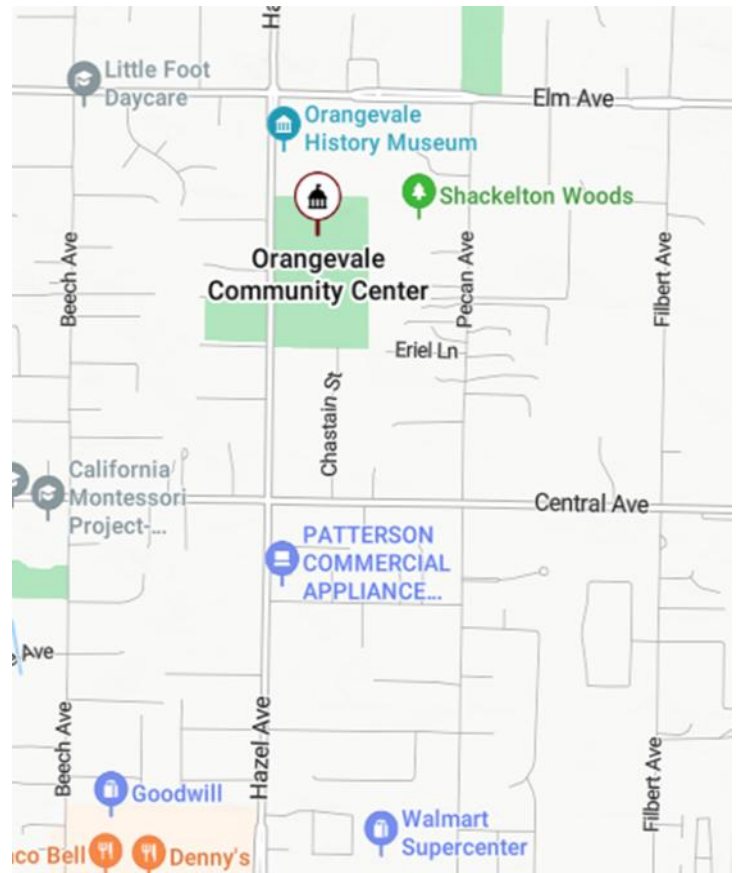 Ha
Little Foot
Daycare
Elm Ave
Orangevale
History Museum
Shackelton Woods
Beech Ave
Orangevale
Community Center
Pecan Ave
Filbert Ave
Eriel Ln
Chastain St
California
Montessori
Project-...
Central Ave
PATTERSON
COMMERCIAL
APPLIANCE...
Ave
Beech Ave
Hazel Ave
Filbert Ave
Goodwill
Walmart
Supercenter
co Bell
Denny's